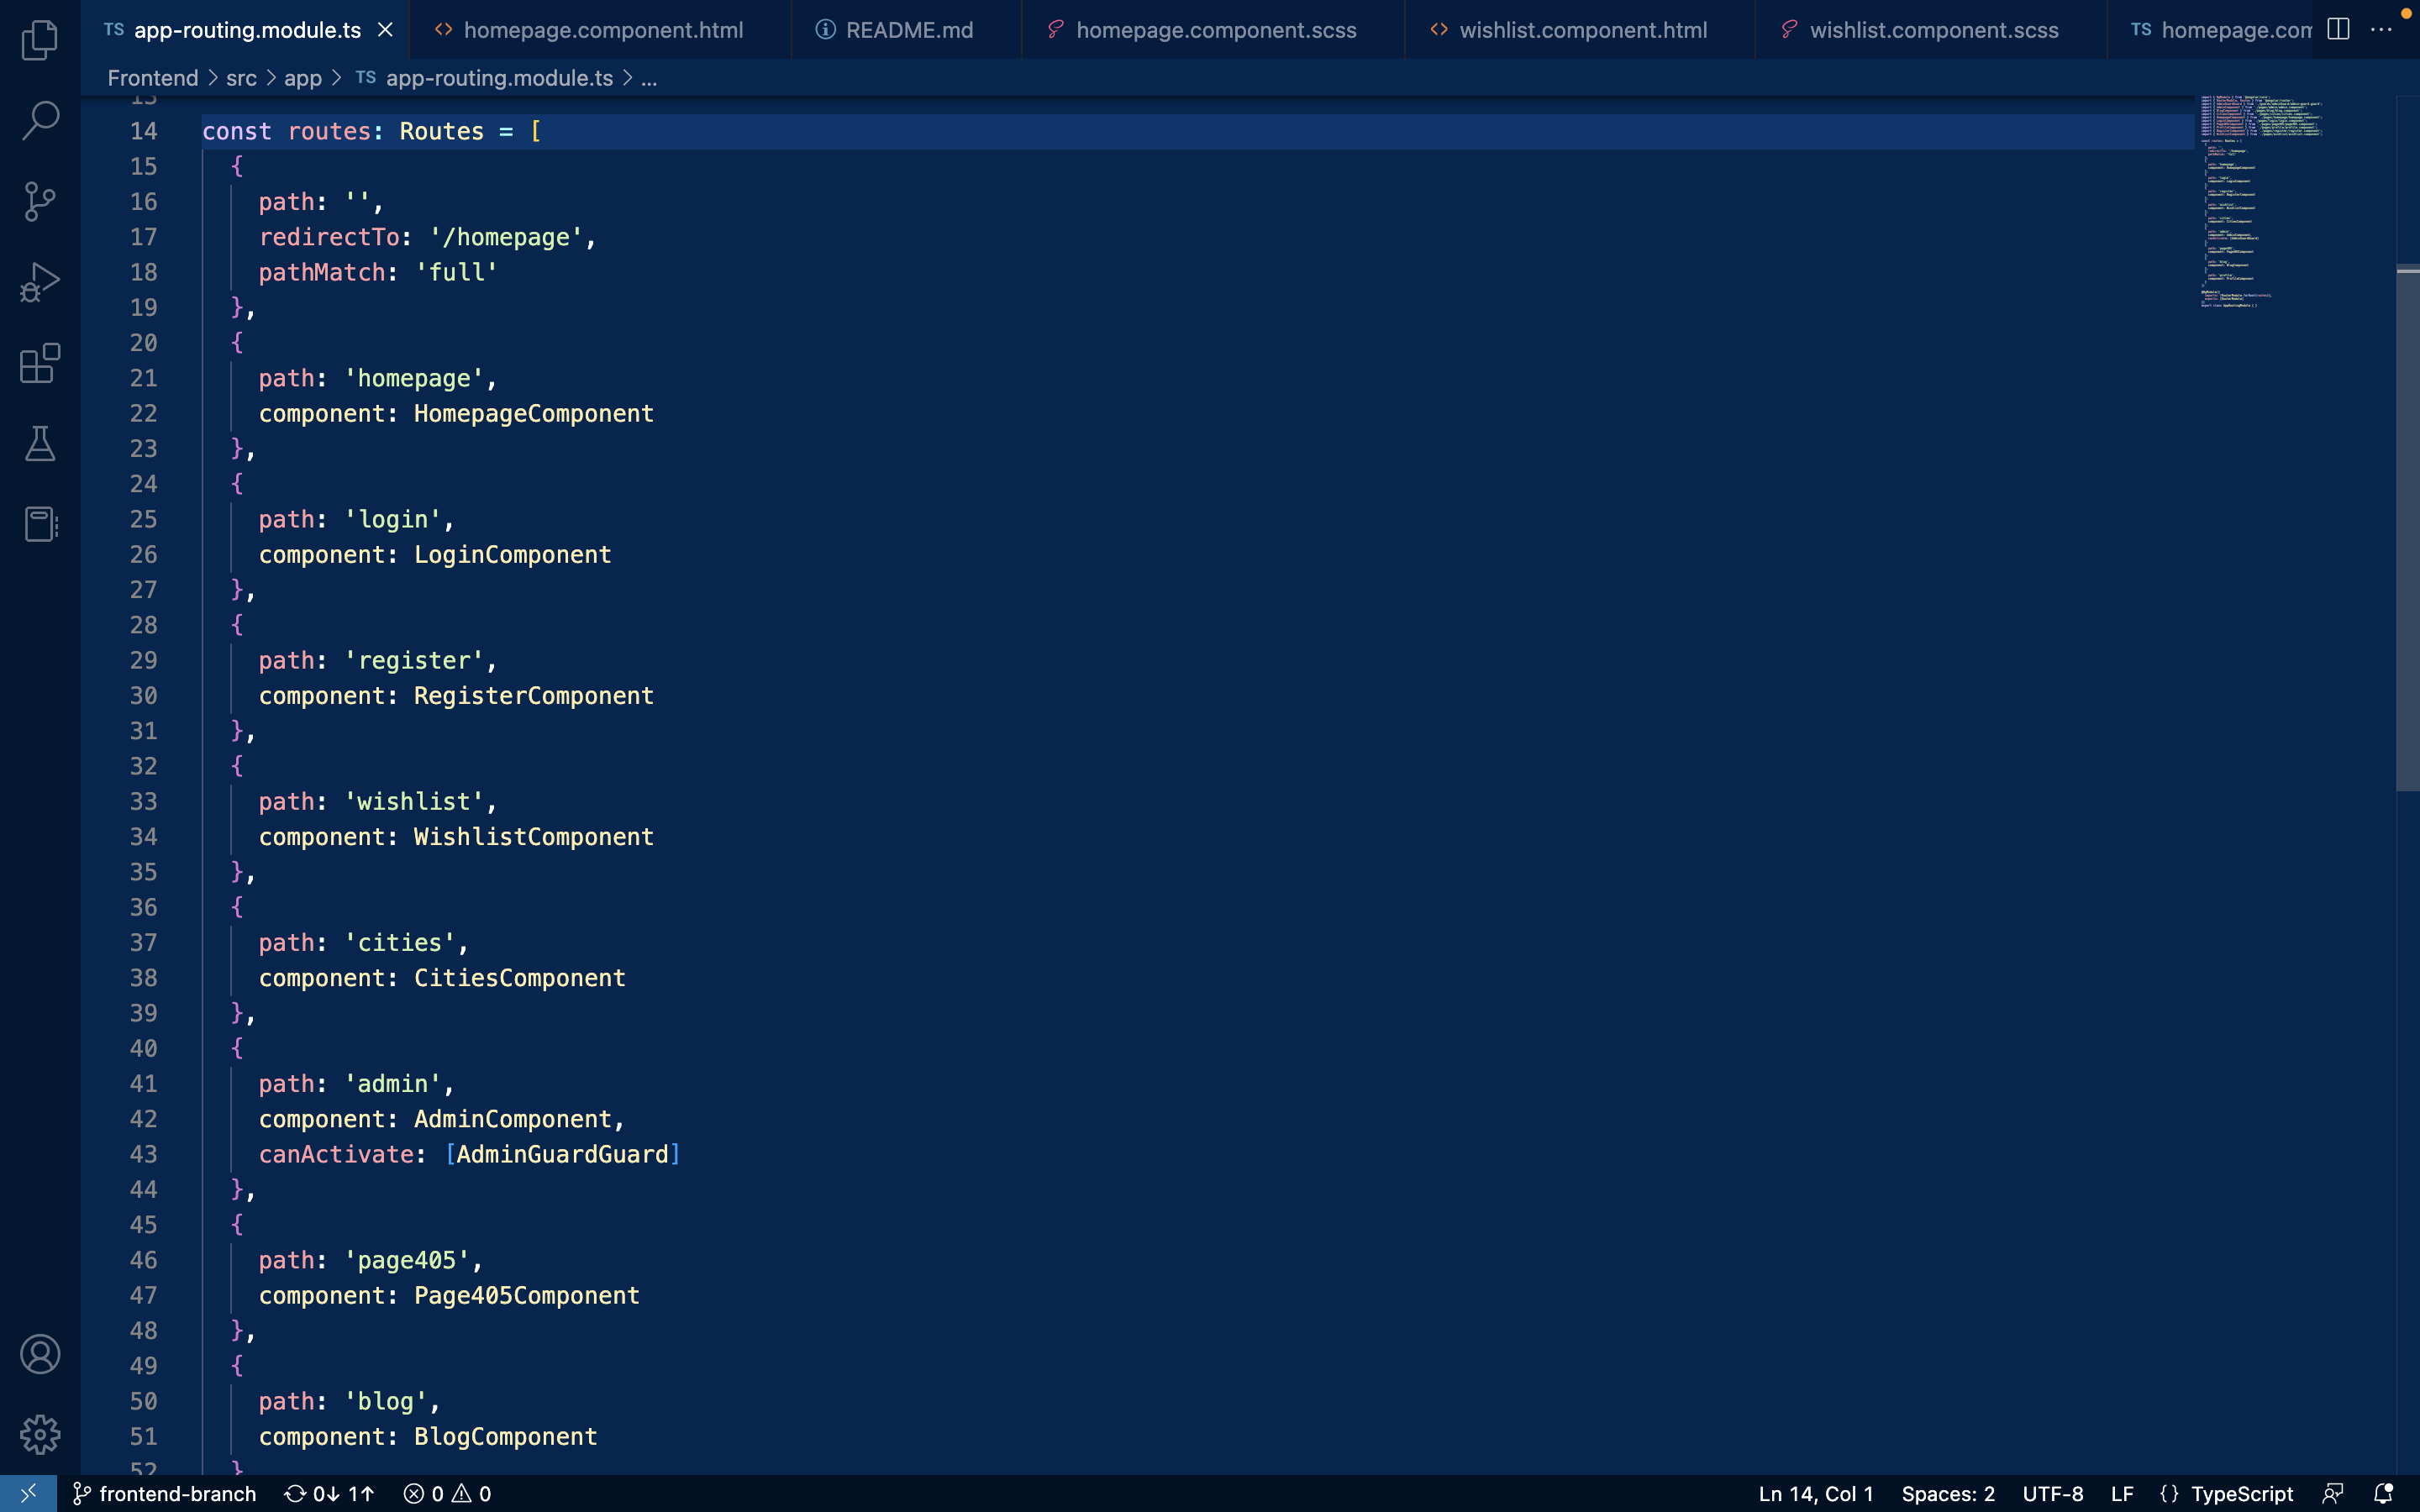 TS app-routing.module.ts
<> homepage.component.html
README.md
homepage.component.scss
<> wishlist.component.html
wishlist.component.scss
TS homepage.com
Frontend > src > app > TS app-routing.module.ts > ...
13
14 const routes: Routes = [
15 {
16 path: '',
17 redirectTo: '/homepage',
18 pathMatch: 'full'
19 },
20 {
21 path: 'homepage',
22 component: HomepageComponent
23 },
24 {
25 path: 'login',
26 component: LoginComponent
27 },
28 {
29 path: 'register',
30 component: RegisterComponent
31 },
32 {
33 path: 'wishlist',
34 component: WishlistComponent
35 },
36 {
37 path: 'cities',
38 component: CitiesComponent
39 },
40 {
41 path: 'admin',
42 component: AdminComponent,
43 canActivate: [AdminGuardGuard]
44 },
45 {
46 path: 'page405',
47 component: Page405Component
48 },
49 {
50 path: 'blog',
51 component: BlogComponent
52 }
frontend-branch 0↓ 1↑ 0 0 Ln 14, Col 1 Spaces: 2 UTF-8 LF {} TypeScript